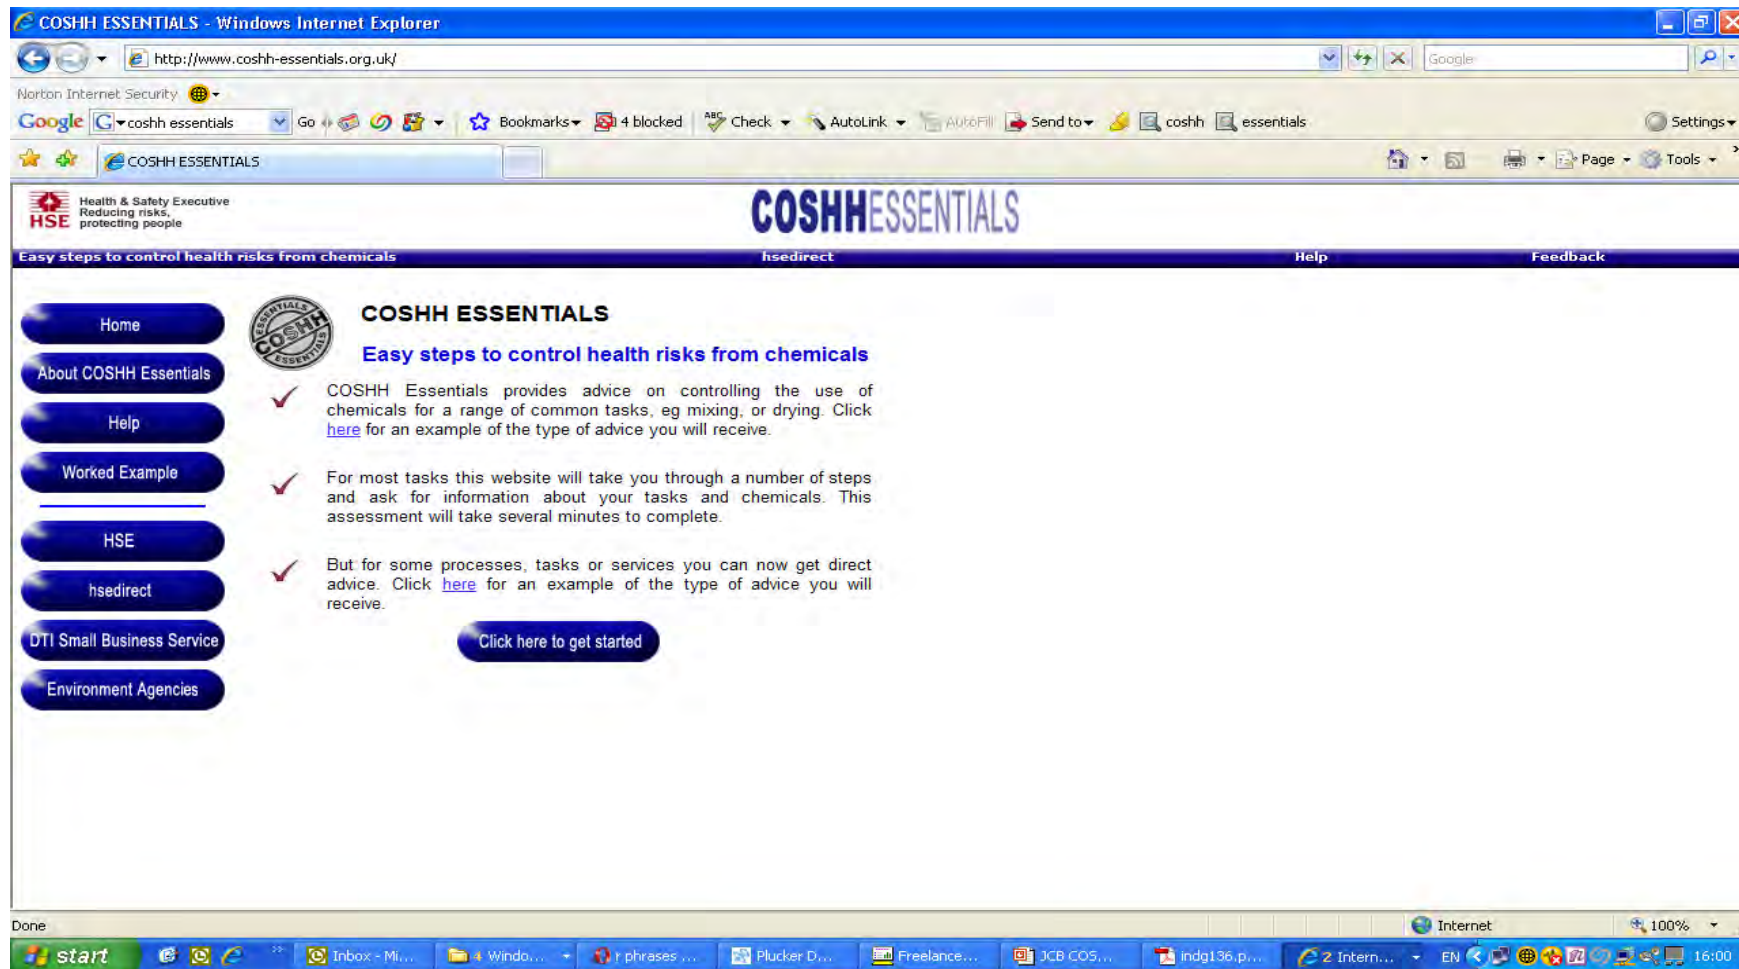 COSHH ESSENTIALS - Windows Internet Explorer
http://www.coshh-essentials.org.uk/
Google
Norton Internet Security
Google G coshh essentials Go Bookmarks 4 blocked ABC Check AutoLink AutoFill Send to coshh essentials Settings
COSHH ESSENTIALS
Page Tools
HSE
Health & Safety Executive
Reducing risks,
protecting people
COSHHESSENTIALS
Easy steps to control health risks from chemicals hsedirect Help Feedback
Home
About COSHH Essentials
Help
Worked Example
HSE
hsedirect
DTI Small Business Service
Environment Agencies
ESSENTIALS
COSHH
ESSENTIALS
COSHH ESSENTIALS
Easy steps to control health risks from chemicals
COSHH Essentials provides advice on controlling the use of
chemicals for a range of common tasks, eg mixing, or drying. Click
here for an example of the type of advice you will receive.
For most tasks this website will take you through a number of steps
and ask for information about your tasks and chemicals. This
assessment will take several minutes to complete.
But for some processes, tasks or services you can now get direct
advice. Click here for an example of the type of advice you will
receive.
Click here to get started
Done Internet 100%
start Inbox - Mi... 4 Windo... r phrases ... Plucker D... Freelance... JCB COS... indg136.p... 2 Intern... EN 16:00